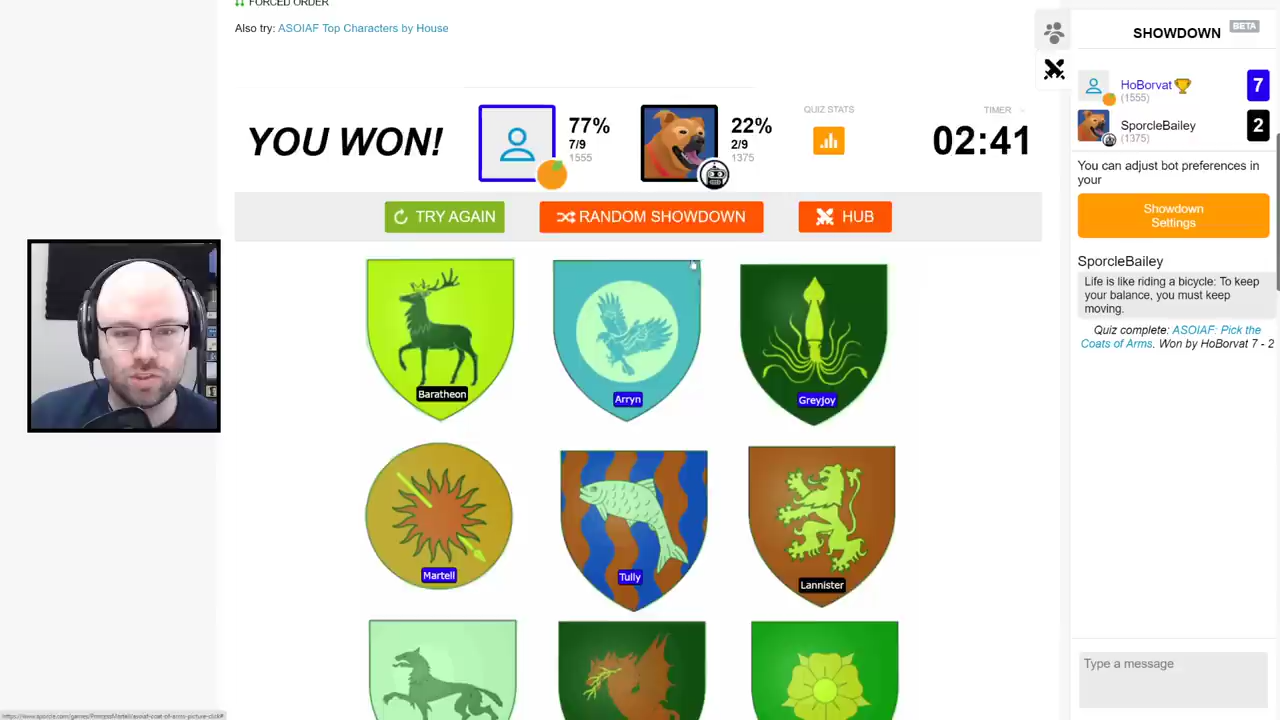 FORCED ORDER
Also try: ASOIAF Top Characters by House
YOU WON!
77%
7/9
1555
22%
2/9
1375
QUIZ STATS
TIMER
02:41
TRY AGAIN
RANDOM SHOWDOWN
HUB
Baratheon
Arryn
Greyjoy
Martell
Tully
Lannister
SHOWDOWN BETA
HoBorvat
(1555)
7
SporcleBailey
(1375)
2
You can adjust bot preferences in
your
Showdown
Settings
SporcleBailey
Life is like riding a bicycle: To keep
your balance, you must keep
moving.
Quiz complete: ASOIAF: Pick the
Coats of Arms. Won by HoBorvat 7 - 2
Type a message